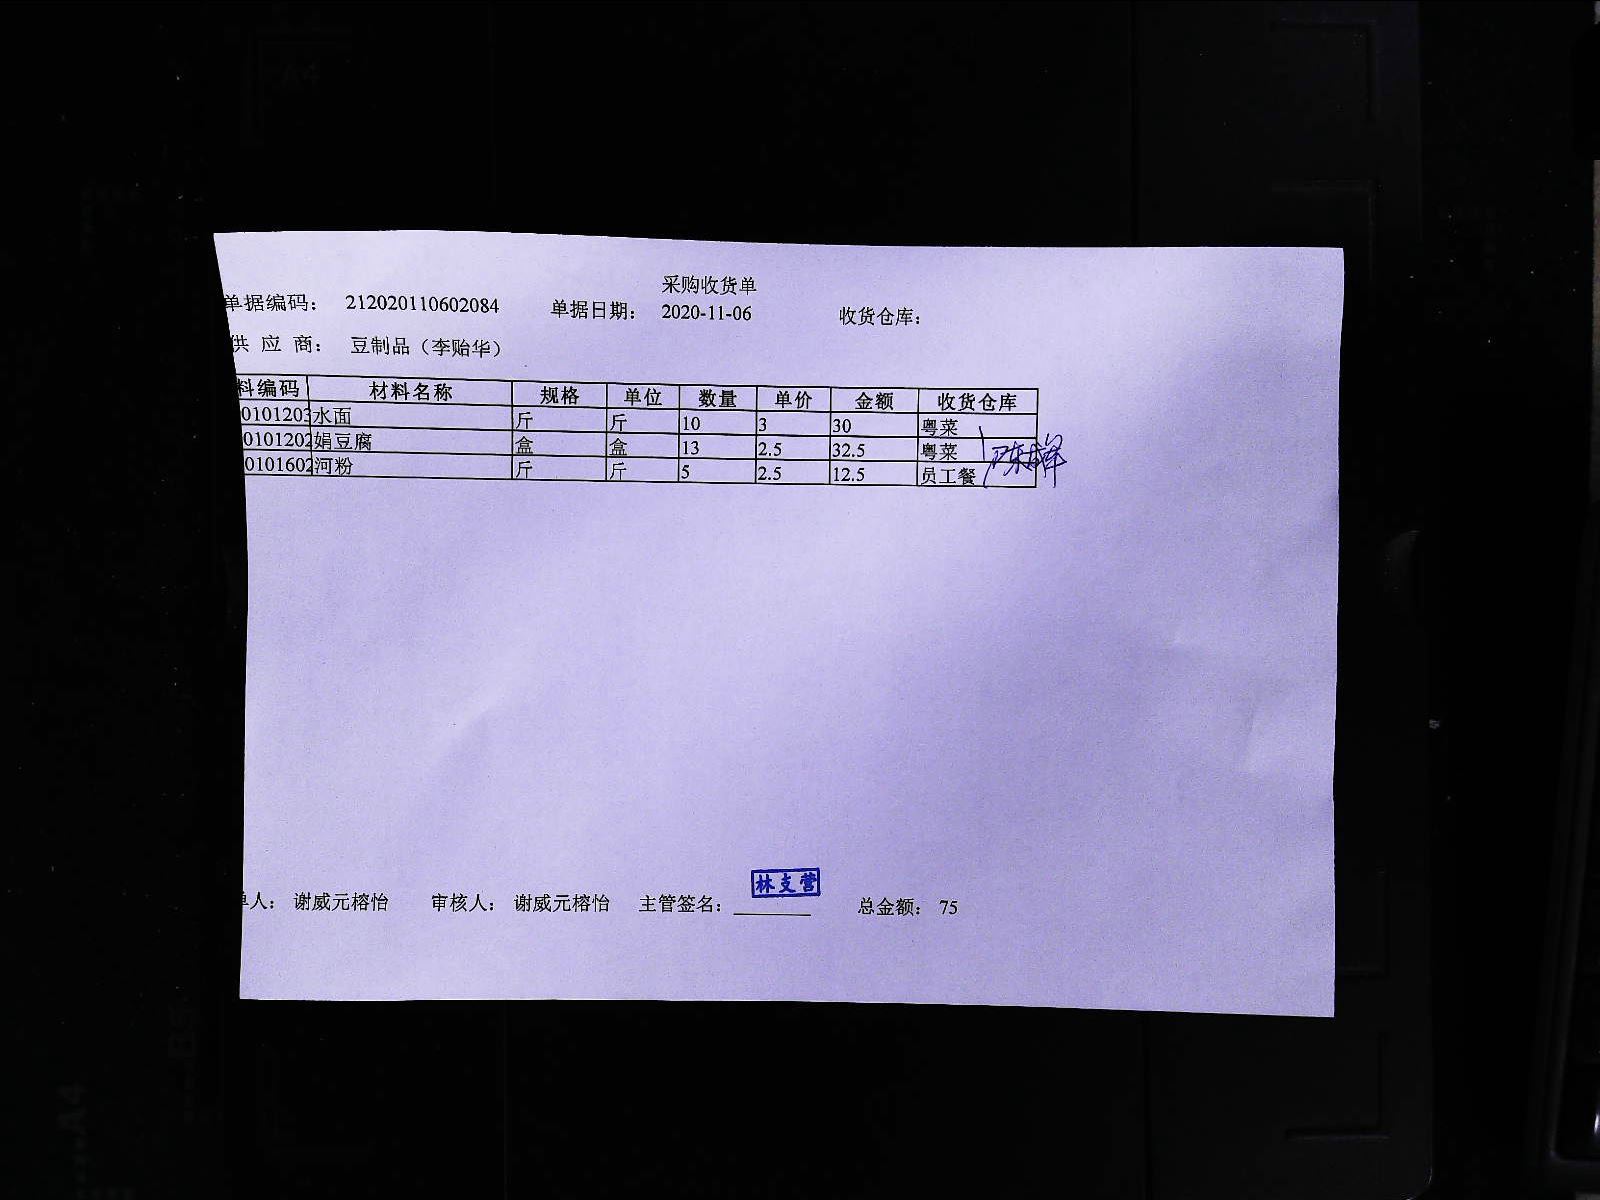 采购收货单
单据编码： 212020110602084 单据日期： 2020-11-06 收货仓库：
供 应 商： 豆制品（李贻华）
料编码 材料名称 规格 单位 数量 单价 金额 收货仓库
0101203 水面 斤 斤 10 3 30 粤菜
0101202 娟豆腐 盒 盒 13 2.5 32.5 粤菜
0101602 河粉 斤 斤 5 2.5 12.5 员工餐
林支营
单人： 谢威元榕怡 审核人： 谢威元榕怡 主管签名： 总金额： 75